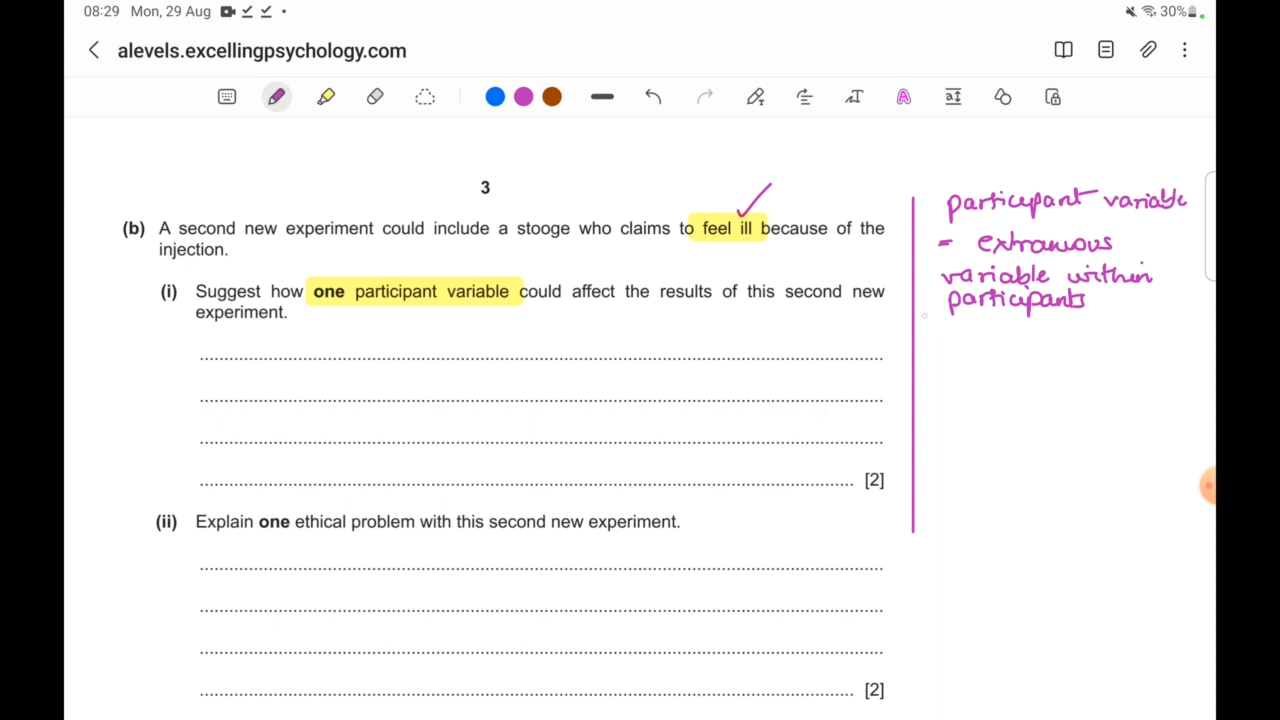 08:29 Mon, 29 Aug
30%
alevels.excellingpsychology.com
3
(b) A second new experiment could include a stooge who claims to feel ill because of the
injection.
(i) Suggest how one participant variable could affect the results of this second new
experiment.
[2]
(ii) Explain one ethical problem with this second new experiment.
[2]
participant variable
= extraneous
variable within
participants